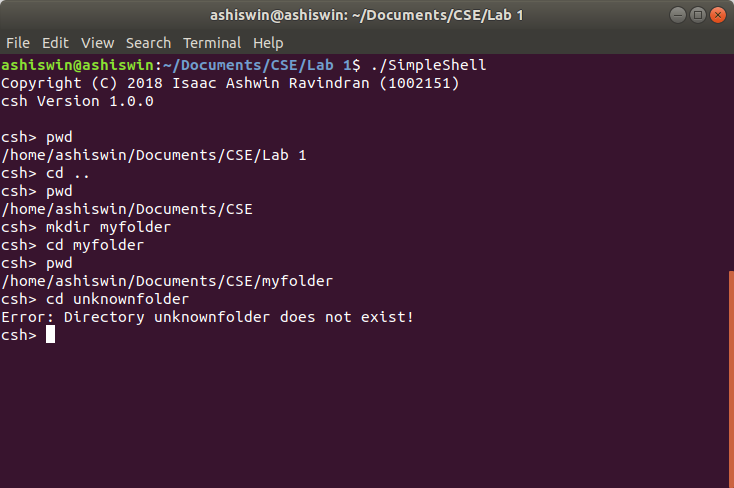 ashiswin@ashiswin: ~/Documents/CSE/Lab 1
File Edit View Search Terminal Help
ashiswin@ashiswin:~/Documents/CSE/Lab 1$ ./SimpleShell
Copyright (C) 2018 Isaac Ashwin Ravindran (1002151)
csh Version 1.0.0
csh> pwd
/home/ashiswin/Documents/CSE/Lab 1
csh> cd ..
csh> pwd
/home/ashiswin/Documents/CSE
csh> mkdir myfolder
csh> cd myfolder
csh> pwd
/home/ashiswin/Documents/CSE/myfolder
csh> cd unknownfolder
Error: Directory unknownfolder does not exist!
csh>